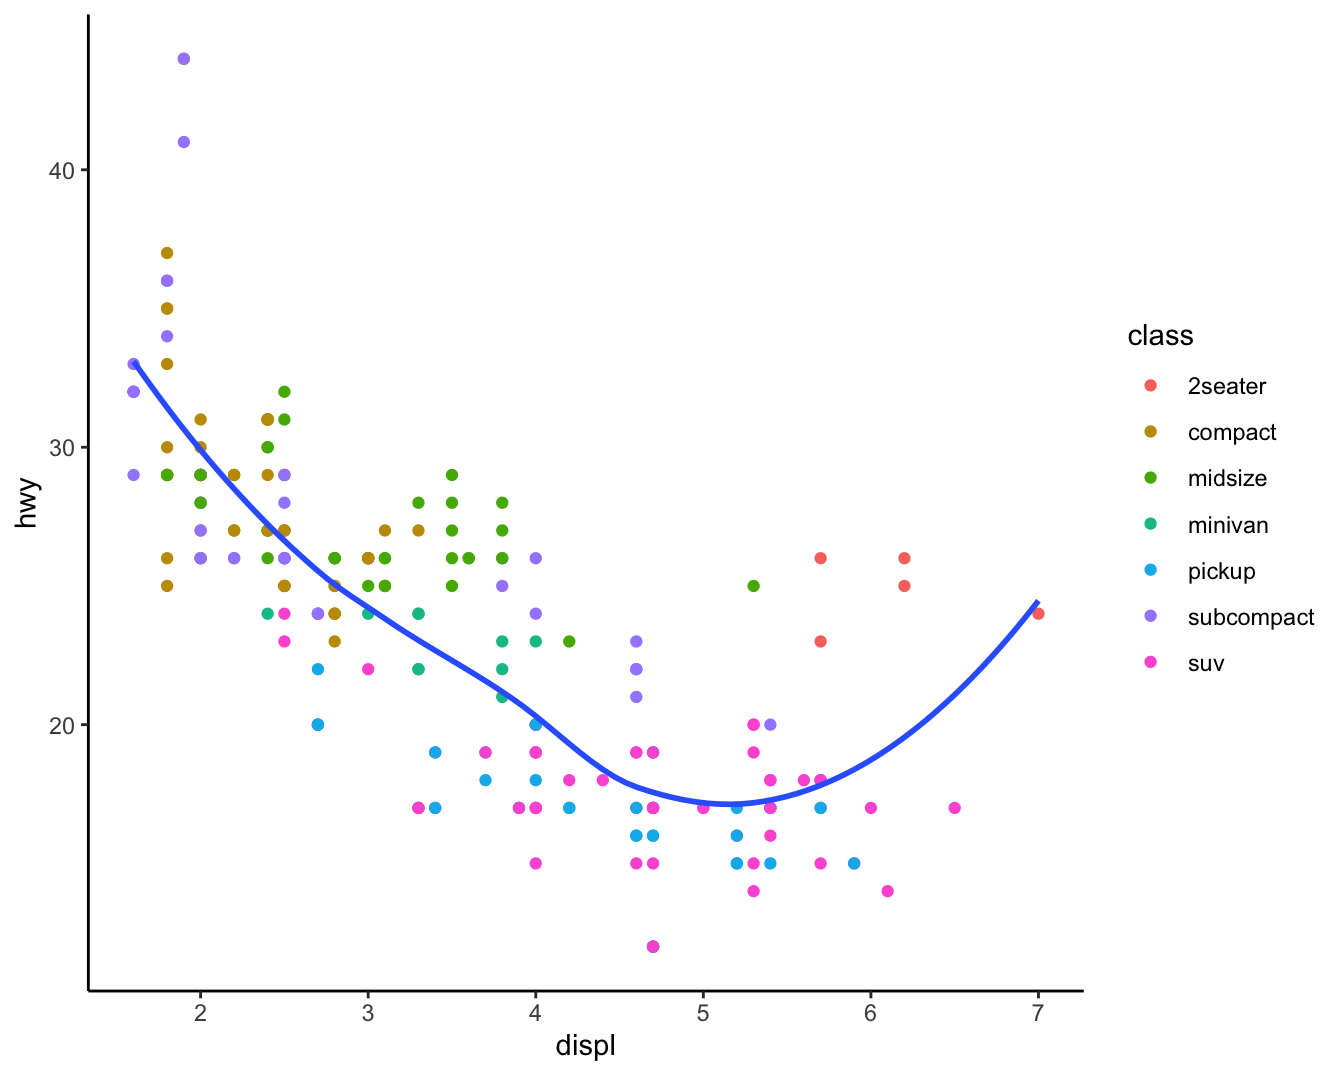 hwy
40
30
20
2 3 4 5 6 7
displ
class
2seater
compact
midsize
minivan
pickup
subcompact
suv